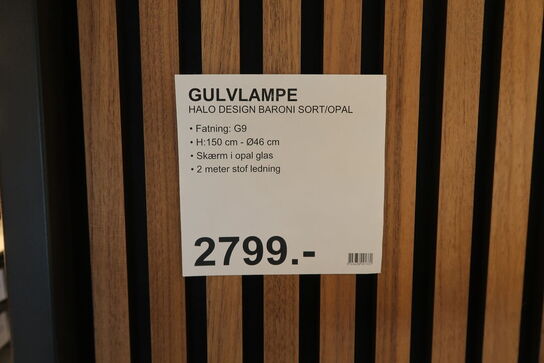 GULVLAMPE
HALO DESIGN BARONI SORT/OPAL
• Fatning: G9
• H:150 cm - Ø46 cm
• Skærm i opal glas
• 2 meter stof ledning
2799.-